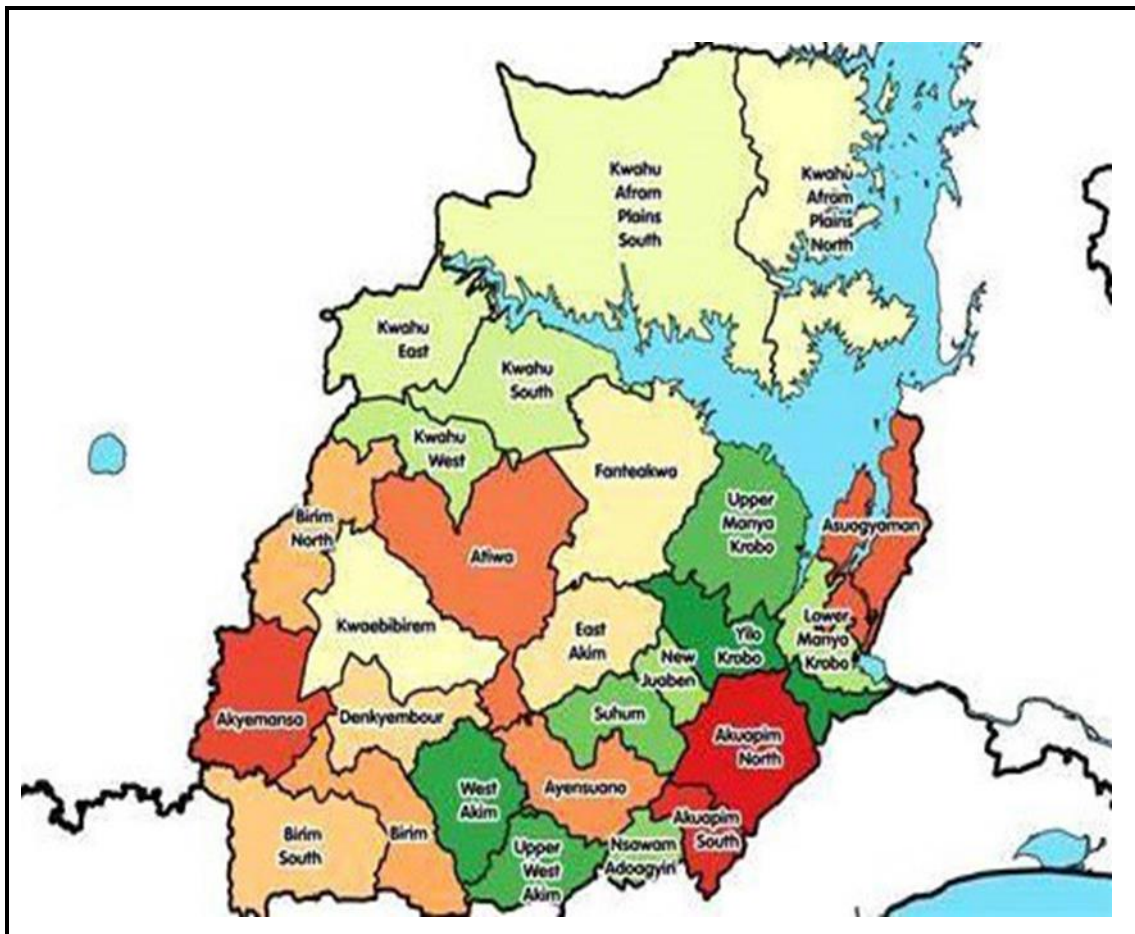 Kwahu
Afram
Plains
South
Kwahu
Afram
Plains
North
Kwahu
East
Kwahu
South
Kwahu
West
Fanteakwa
Upper
Manya
Krobo
Asuogyaman
Birim
North
Atiwa
Kwaebibirem
East
Akim
New
Juaben
Yilo
Krobo
Lower
Manya
Krobo
Akyemansa
Denkyembour
Suhum
Akuapim
North
West
Akim
Ayensuano
Akuapim
South
Birim
South
Birim
Upper
West
Akim
Nsawam
Adoagyiri